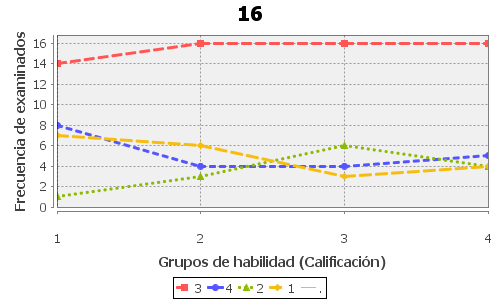 16
Frecuencia de examinados
16
14
12
10
8
6
4
2
0
1 2 3 4
Grupos de habilidad (Calificación)
3 4 2 1 .